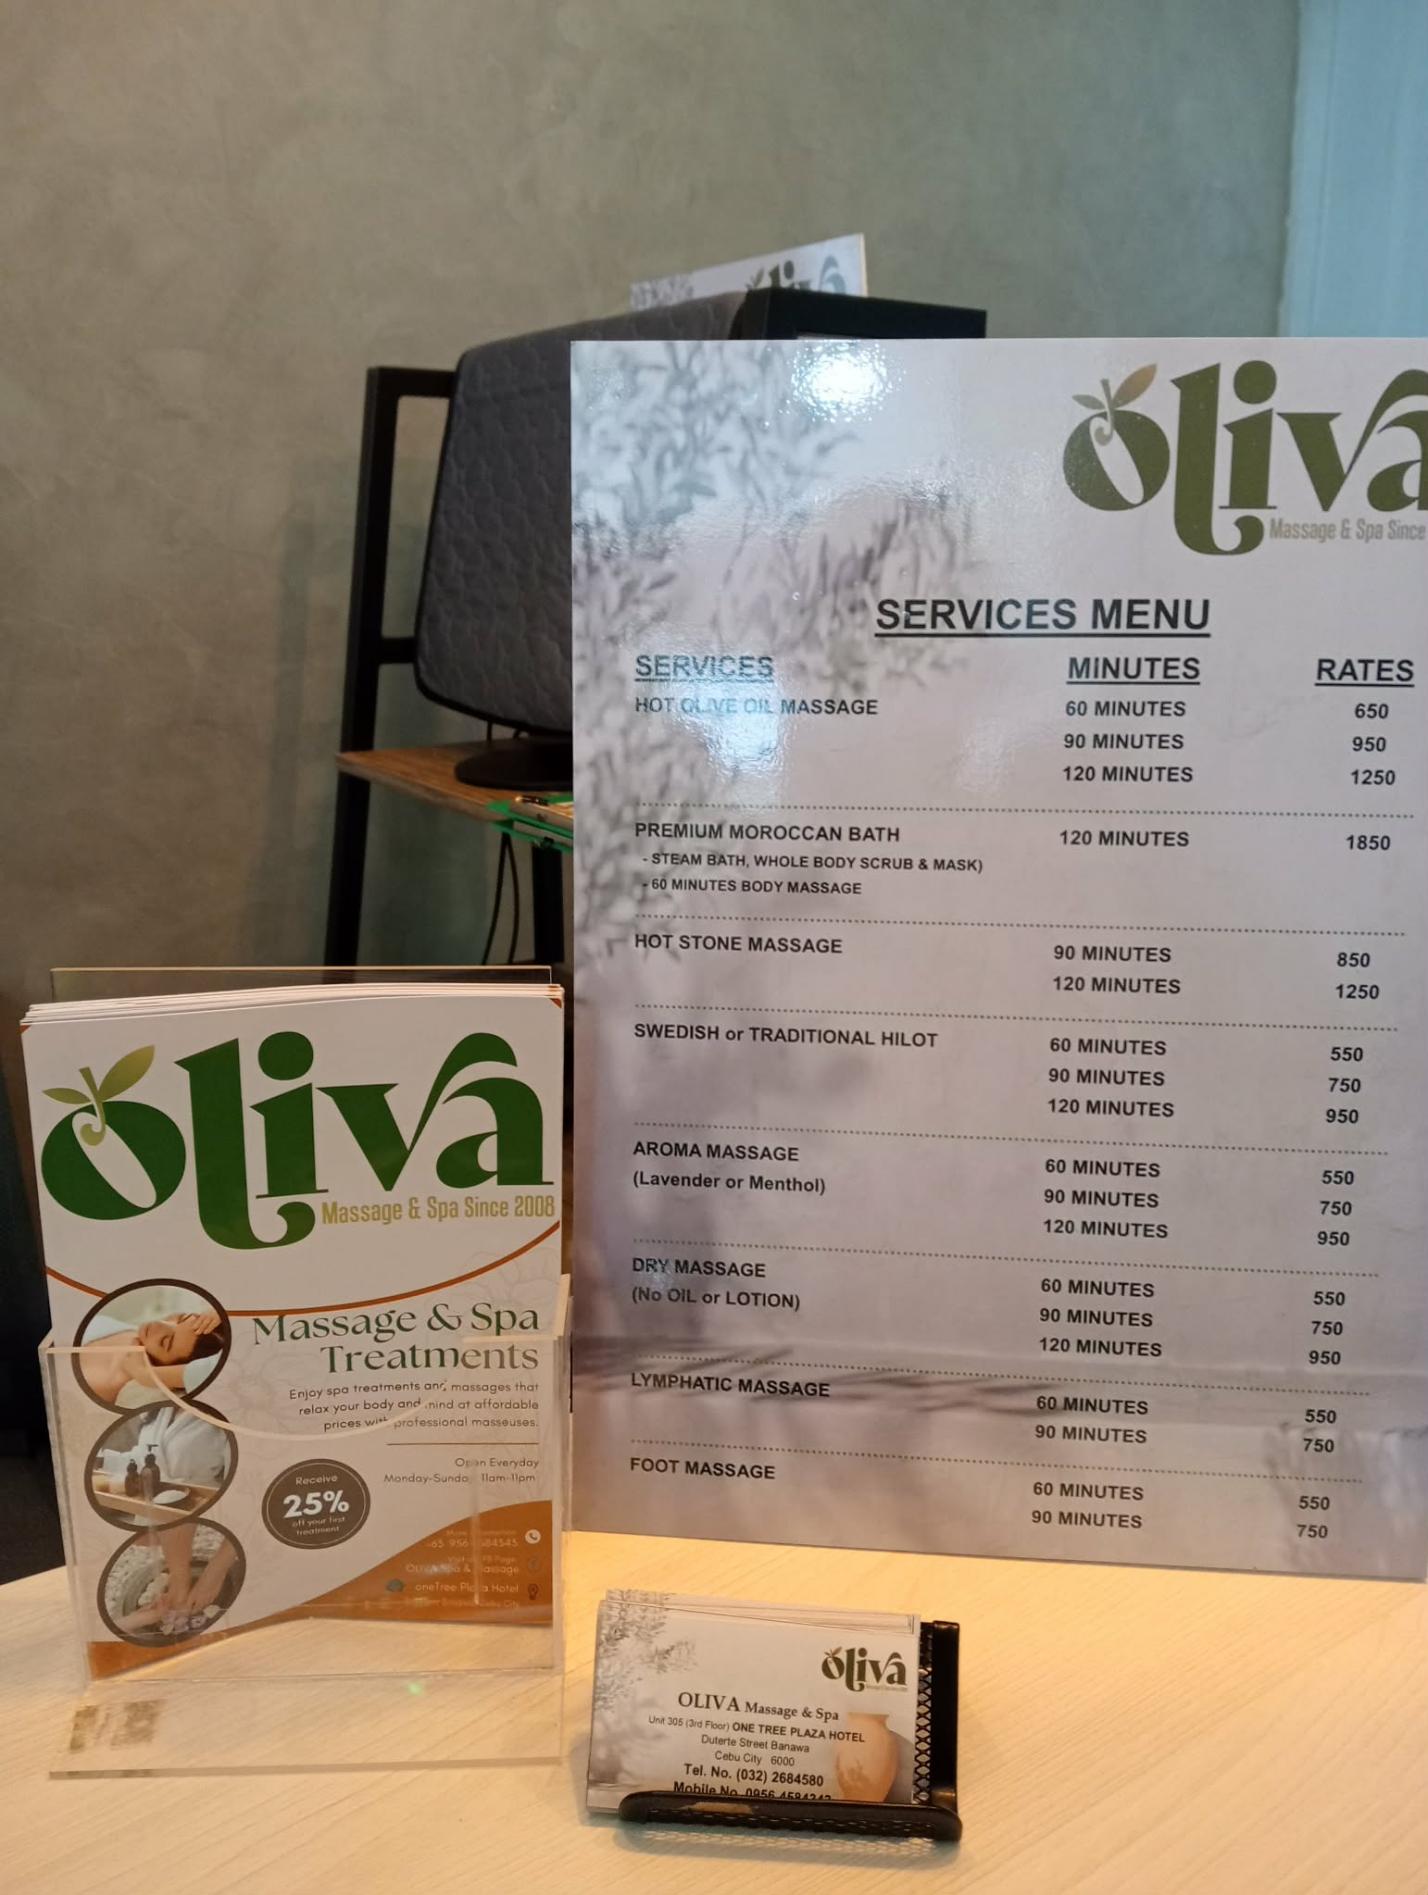 oliva
Massage & Spa Since
SERVICES MENU
SERVICES MINUTES RATES
HOT OLIVE OIL MASSAGE 60 MINUTES 650
90 MINUTES 950
120 MINUTES 1250
PREMIUM MOROCCAN BATH 120 MINUTES 1850
- STEAM BATH, WHOLE BODY SCRUB & MASK)
- 60 MINUTES BODY MASSAGE
HOT STONE MASSAGE 90 MINUTES 850
120 MINUTES 1250
SWEDISH or TRADITIONAL HILOT 60 MINUTES 550
90 MINUTES 750
120 MINUTES 950
AROMA MASSAGE 60 MINUTES 550
(Lavender or Menthol) 90 MINUTES 750
120 MINUTES 950
DRY MASSAGE 60 MINUTES 550
(No OIL or LOTION) 90 MINUTES 750
120 MINUTES 950
LYMPHATIC MASSAGE 60 MINUTES 550
90 MINUTES 750
FOOT MASSAGE 60 MINUTES 550
90 MINUTES 750
oliva
Massage & Spa Since 2008
Massage & Spa
Treatments
Enjoy spa treatments and massages that
relax your body and mind at affordable
prices with professional masseuses.
Open Everyday
Monday-Sunday 11am-11pm
Receive
25%
off your first
treatment
oneTree Plaza Hotel
Cebu City
oliva
OLIVA Massage & Spa
Unit 305 (3rd Floor) ONE TREE PLAZA HOTEL
Duterte Street Banawa
Cebu City 6000
Tel. No. (032) 2684580
Mobile No. 0956